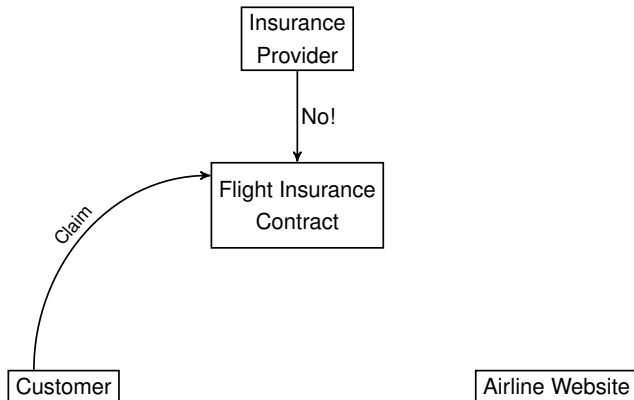 Insurance
Provider
No!
Flight Insurance
Contract
Claim
Customer
Airline Website